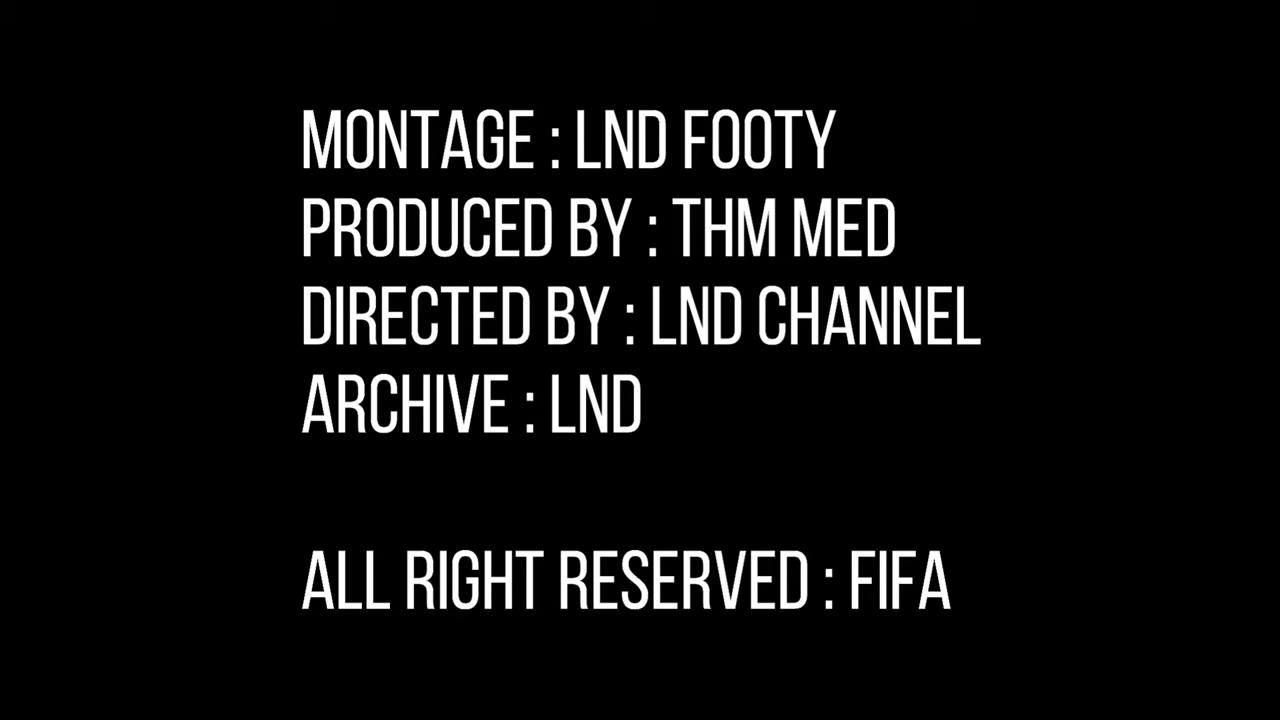 MONTAGE : LND FOOTY
PRODUCED BY : THM MED
DIRECTED BY : LND CHANNEL
ARCHIVE : LND
ALL RIGHT RESERVED : FIFA